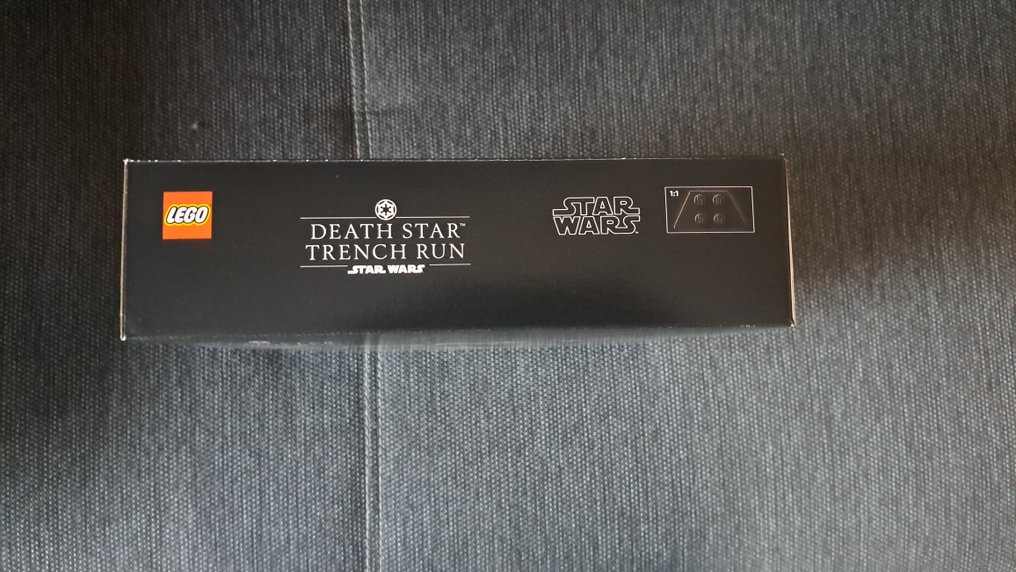 LEGO
DEATH STAR™
TRENCH RUN
STAR WARS
STAR
WARS
1:1